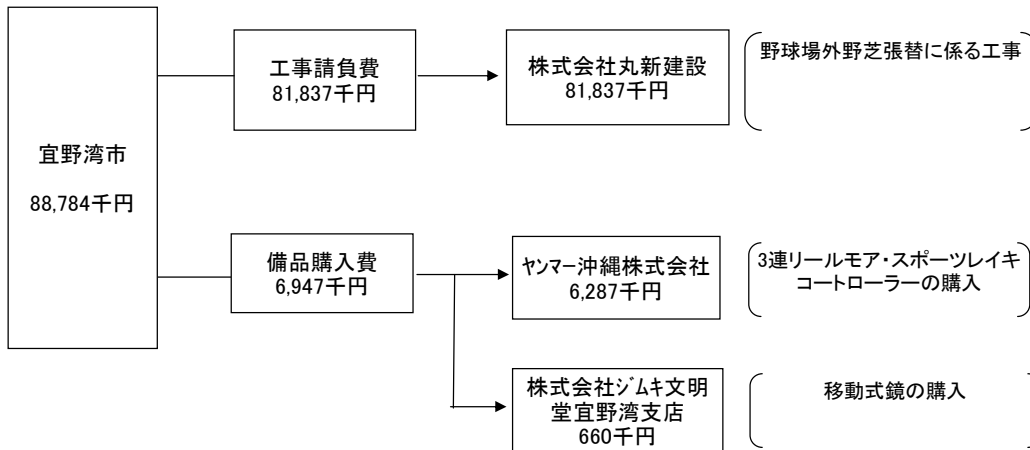 宜野湾市
88,784千円
工事請負費
81,837千円
株式会社丸新建設
81,837千円
野球場外野芝張替に係る工事
備品購入費
6,947千円
ﾔﾝﾏｰ沖縄株式会社
6,287千円
3連リールモア・スポーツレイキ
コートローラーの購入
株式会社ｼﾞﾑｷ文明
堂宜野湾支店
660千円
移動式鏡の購入